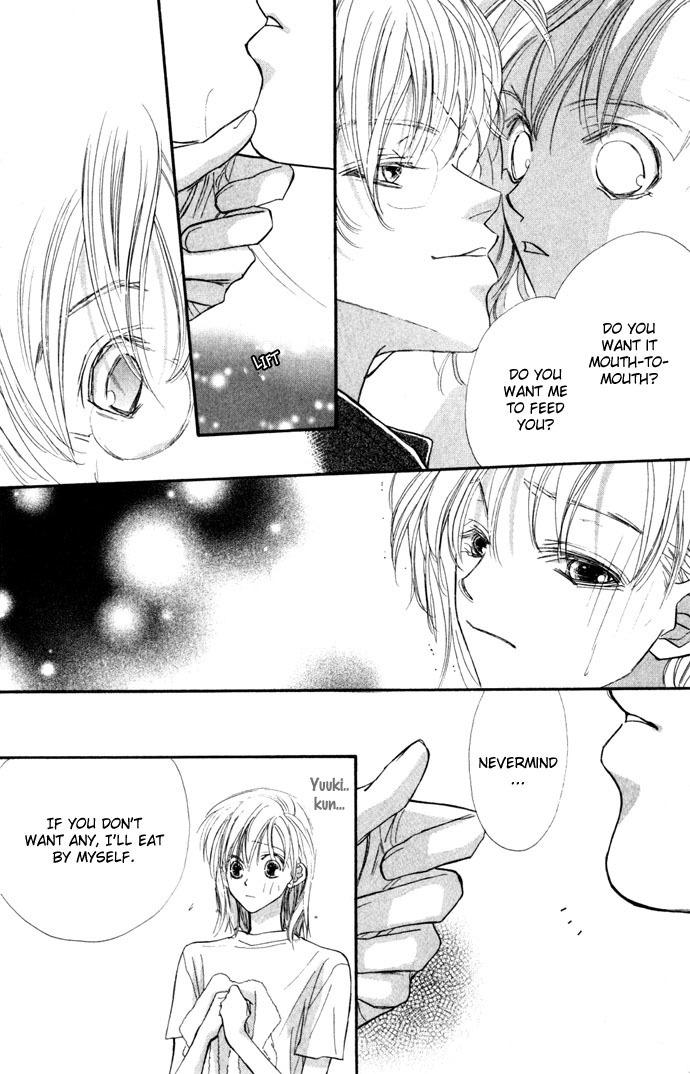 DO YOU
WANT IT
MOUTH-TO-
MOUTH?
DO YOU
WANT ME
TO FEED
YOU?
LIFT
NEVERMIND
...
Yuuki..
kun...
IF YOU DON'T
WANT ANY, I'LL EAT
BY MYSELF.